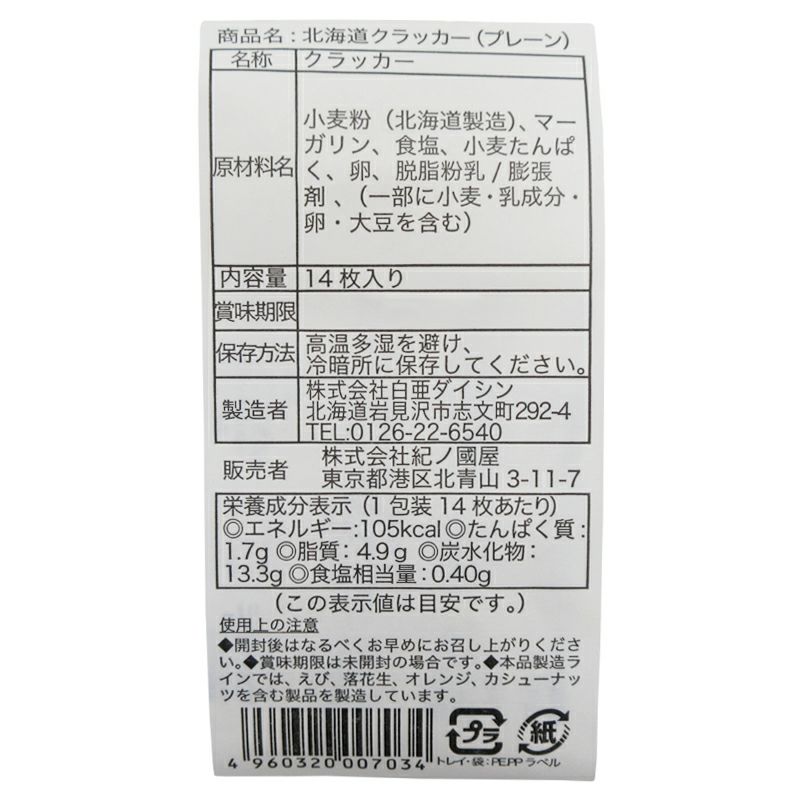 商品名：北海道クラッカー（プレーン）
名称 クラッカー
原材料名 小麦粉（北海道製造）、マー
ガリン、食塩、小麦たんぱ
く、卵、脱脂粉乳 / 膨張
剤、（一部に小麦・乳成分・
卵・大豆を含む）
内容量 14枚入り
賞味期限
保存方法 高温多湿を避け、
冷暗所に保存してください。
製造者 株式会社白亜ダイシン
北海道岩見沢市志文町292-4
TEL:0126-22-6540
販売者 株式会社紀ノ國屋
東京都港区北青山 3-11-7
栄養成分表示（1包装14枚あたり）
◎エネルギー:105kcal◎たんぱく質：
1.7g ◎脂質：4.9g ◎炭水化物：
13.3g◎食塩相当量：0.40g
（この表示値は目安です。）
使用上の注意
◆開封後はなるべくお早めにお召し上がりくださ
い。◆賞味期限は未開封の場合です。◆本品製造ラ
インでは、えび、落花生、オレンジ、カシューナッ
ツを含む製品を製造しています。
プラ 紙
4 960320 007034
トレイ・袋：PE,PP ラベル